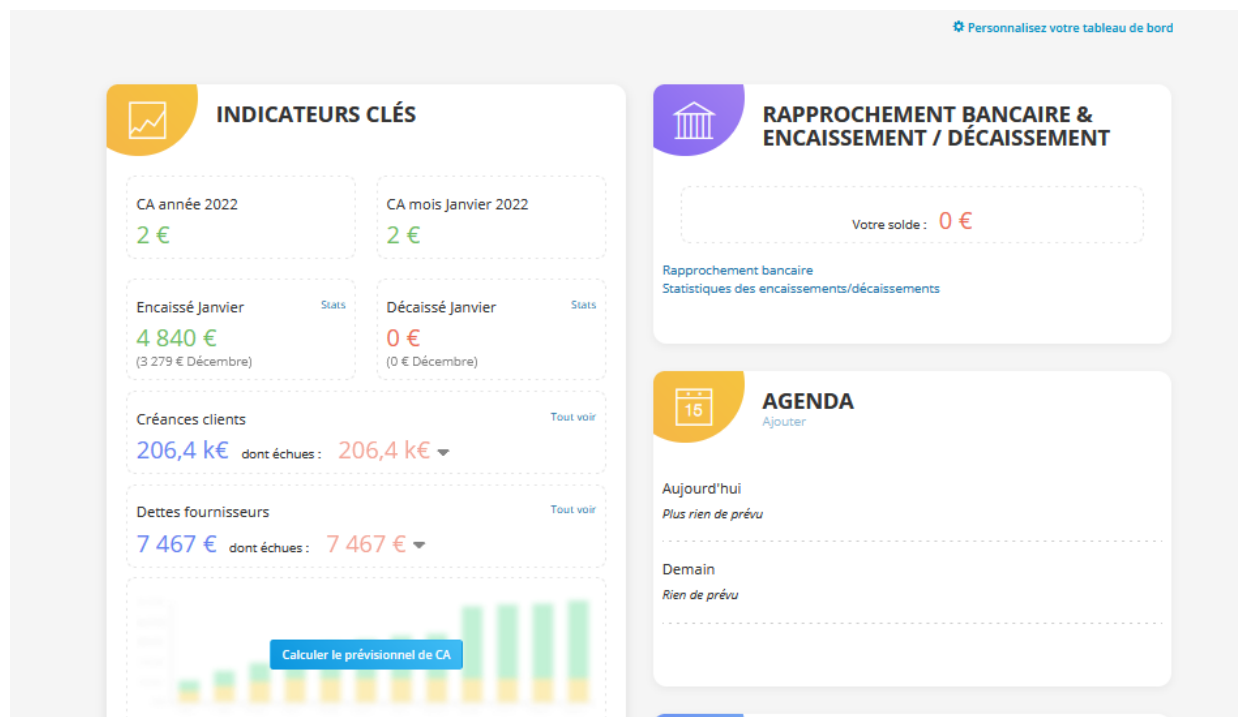 Personnalisez votre tableau de bord
INDICATEURS CLÉS
CA année 2022
2 €
CA mois Janvier 2022
2 €
Encaissé Janvier
Stats
4 840 €
(3 279 € Décembre)
Décaissé Janvier
Stats
0 €
(0 € Décembre)
Créances clients
Tout voir
206,4 k€ dont échues : 206,4 k€
Dettes fournisseurs
Tout voir
7 467 € dont échues : 7 467 €
Calculer le prévisionnel de CA
RAPPROCHEMENT BANCAIRE &
ENCAISSEMENT / DÉCAISSEMENT
Votre solde : 0 €
Rapprochement bancaire
Statistiques des encaissements/décaissements
15
AGENDA
Ajouter
Aujourd'hui
Plus rien de prévu
Demain
Rien de prévu